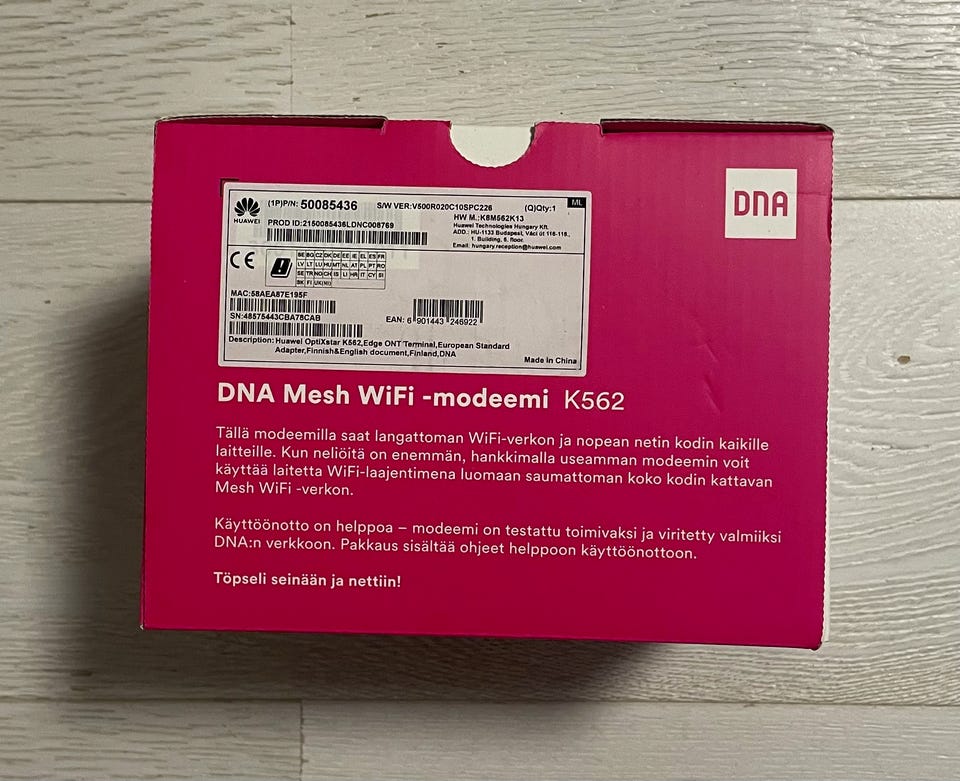 DNA
HUAWEI
(1P)P/N: 50085436 S/W VER:V500R020C10SPC226 (Q)Qty:1 ML
PROD ID:2150085436LDNC008769
HW M.:K8M562K13
Huawei Technologies Hungary Kft.
ADD.: HU-1133 Budapest, Váci út 116-118.,
1. Building, 6. floor.
Email: hungary.reception@huawei.com
CE
BE BG CZ DK DE EE IE EL ES FR
LV LT LU HU MT NL AT PL PT RO
SE TR NO CH IS LI HR IT CY SI
SK FI UK(NI)
MAC:58AEA87E195F
SN:48575443CBA78CAB
EAN: 6 901443 246922
Description: Huawei OptiXstar K562,Edge ONT Terminal,European Standard
Adapter,Finnish&English document,Finland,DNA
Made in China
DNA Mesh WiFi -modeemi K562
Tällä modeemilla saat langattoman WiFi-verkon ja nopean netin kodin kaikille
laitteille. Kun neliöitä on enemmän, hankkimalla useamman modeemin voit
käyttää laitetta WiFi-laajentimena luomaan saumattoman koko kodin kattavan
Mesh WiFi -verkon.
Käyttöönotto on helppoa – modeemi on testattu toimivaksi ja viritetty valmiiksi
DNA:n verkkoon. Pakkaus sisältää ohjeet helppoon käyttöönottoon.
Töpseli seinään ja nettiin!